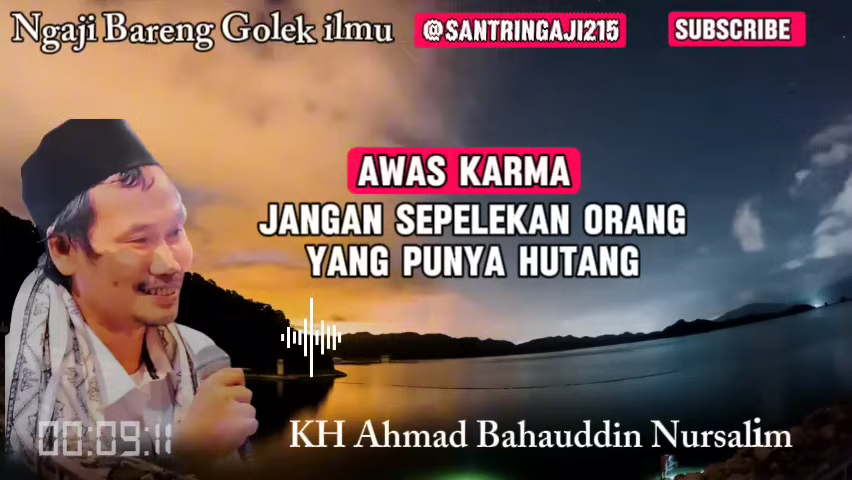 Ngaji Bareng Golek ilmu
@SANTRINGAJI215
SUBSCRIBE
AWAS KARMA
JANGAN SEPELEKAN ORANG
YANG PUNYA HUTANG
00:09:11
KH Ahmad Bahauddin Nursalim